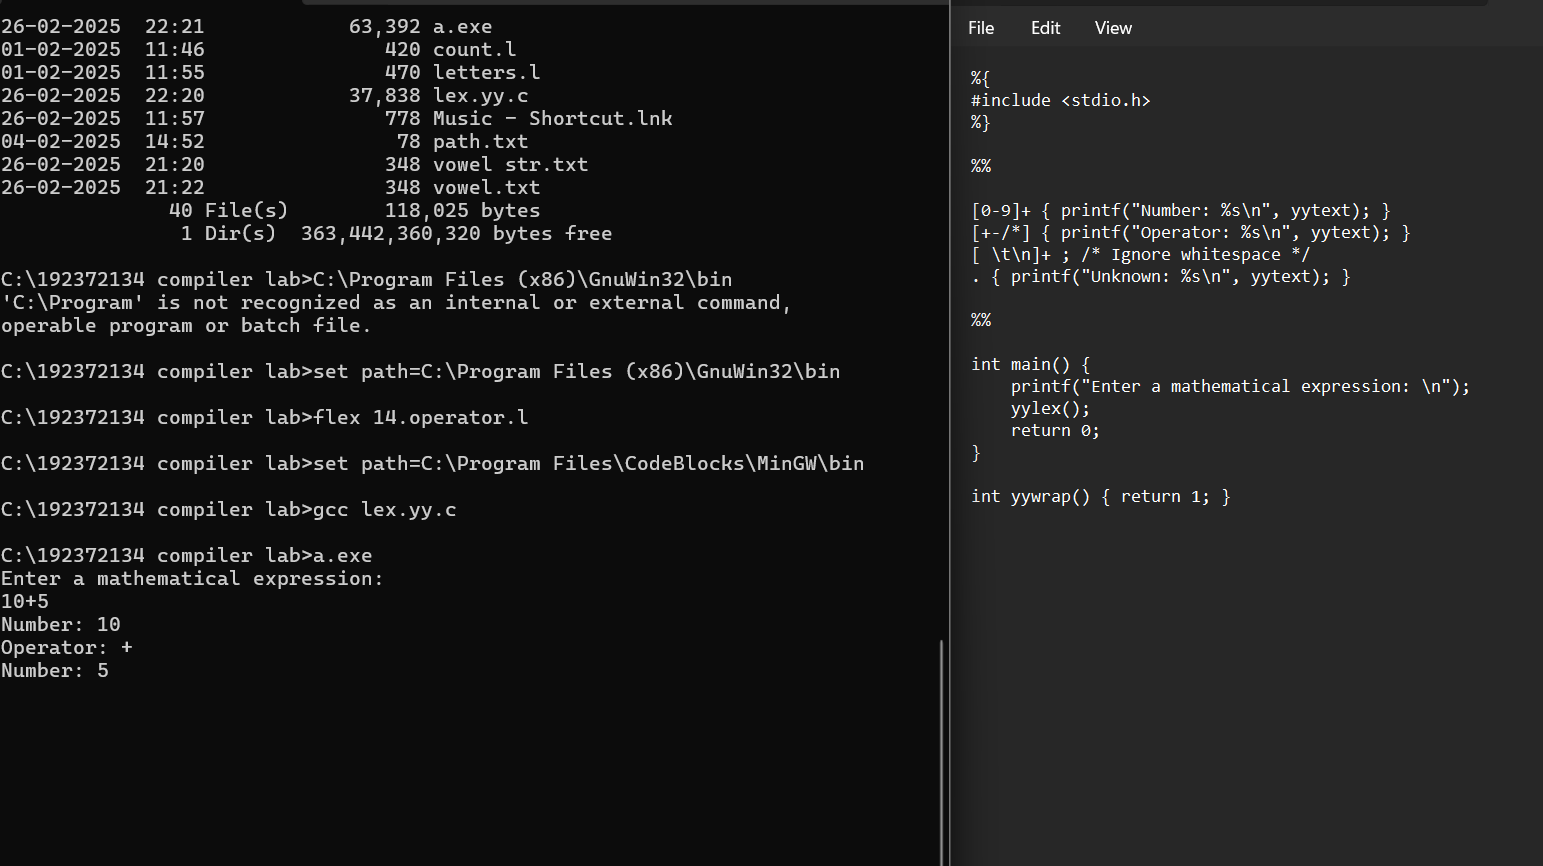 26-02-2025  22:21            63,392 a.exe
01-02-2025  11:46               420 count.l
01-02-2025  11:55               470 letters.l
26-02-2025  22:20            37,838 lex.yy.c
26-02-2025  11:57               778 Music - Shortcut.lnk
04-02-2025  14:52                78 path.txt
26-02-2025  21:20               348 vowel str.txt
26-02-2025  21:22               348 vowel.txt
              40 File(s)        118,025 bytes
               1 Dir(s)  363,442,360,320 bytes free
C:\192372134 compiler lab>C:\Program Files (x86)\GnuWin32\bin
'C:\Program' is not recognized as an internal or external command,
operable program or batch file.
C:\192372134 compiler lab>set path=C:\Program Files (x86)\GnuWin32\bin
C:\192372134 compiler lab>flex 14.operator.l
C:\192372134 compiler lab>set path=C:\Program Files\CodeBlocks\MinGW\bin
C:\192372134 compiler lab>gcc lex.yy.c
C:\192372134 compiler lab>a.exe
Enter a mathematical expression:
10+5
Number: 10
Operator: +
Number: 5
File Edit View
%{
#include <stdio.h>
%}
%%
[0-9]+ { printf("Number: %s\n", yytext); }
[+-/*] { printf("Operator: %s\n", yytext); }
[ \t\n]+ ; /* Ignore whitespace */
. { printf("Unknown: %s\n", yytext); }
%%
int main() {
    printf("Enter a mathematical expression: \n");
    yylex();
    return 0;
}
int yywrap() { return 1; }